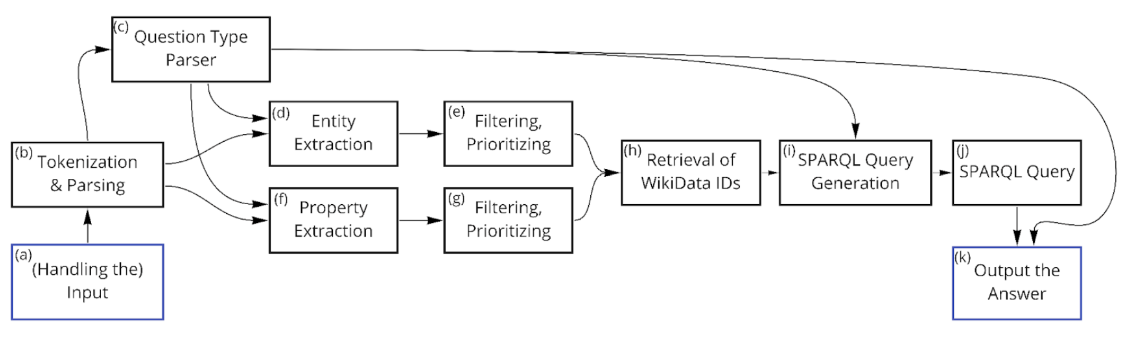 (c) Question Type
Parser
(d) Entity
Extraction
(e) Filtering,
Prioritizing
(b) Tokenization
& Parsing
(h) Retrieval of
WikiData IDs
(i) SPARQL Query
Generation
(j)
SPARQL Query
(f) Property
Extraction
(g) Filtering,
Prioritizing
(a) (Handling the)
Input
(k) Output the
Answer